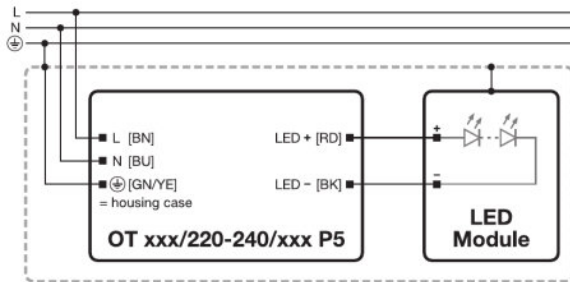 L
N
L [BN]
LED + [RD]
+
N [BU]
[GN/YE]
LED − [BK]
−
= housing case
OT xxx/220-240/xxx P5
LED
Module